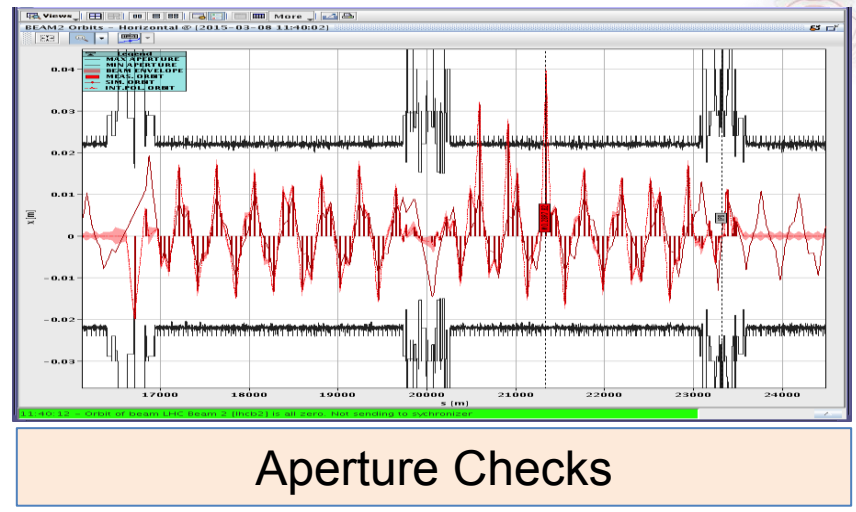 Views More
BEAM2 Orbits - Horizontal @ [2015-03-08 11:40:02]
Legend
MAX APERTURE
MIN APERTURE
BEAM ENVELOPE
MEAS. ORBIT
SIM. ORBIT
INT.POL. ORBIT
0.04
0.03
0.02
0.01
0
-0.01
-0.02
-0.03
x [m]
17000 18000 19000 20000 21000 22000 23000 24000
s [m]
11:40:12 - Orbit of beam LHC Beam 2 [lhcb2] is all zero. Not sending to sychronizer
Aperture Checks